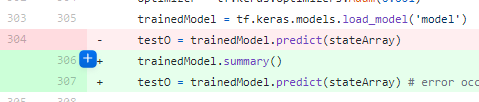 303 305 trainedModel = tf.keras.models.load_model('model')
304 - testO = trainedModel.predict(stateArray)
306 + trainedModel.summary()
307 + testO = trainedModel.predict(stateArray) # error occ